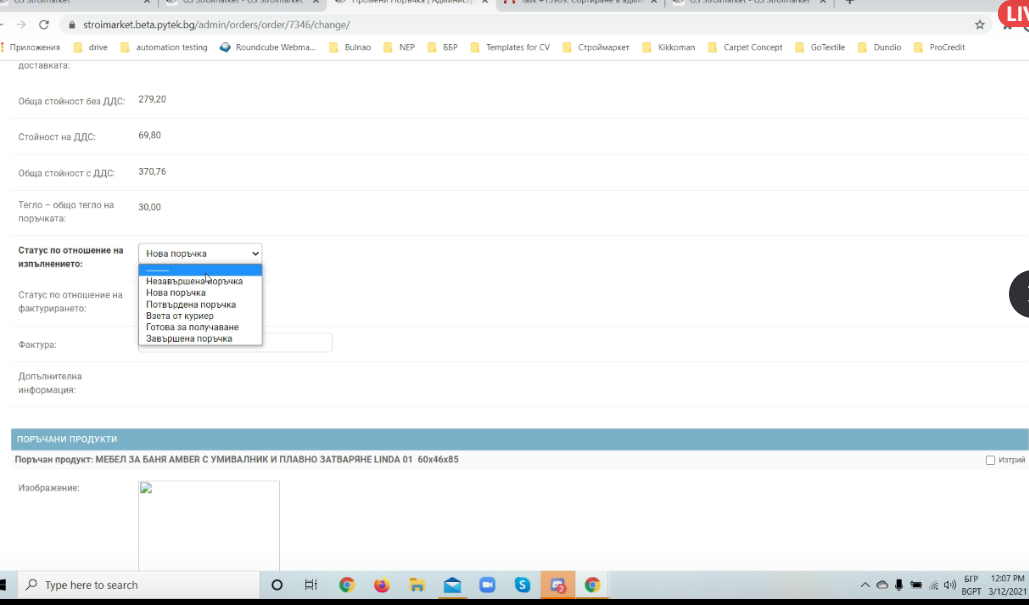 GS Stroimarket
GS Stroimarket - GS Stroimarket
Промени Поръчка | Админист
Task #15909: Сортиране в админ
GS Stroimarket - GS Stroimarket
LIV
stroimarket.beta.pytek.bg/admin/orders/order/7346/change/
Приложения
drive
automation testing
Roundcube Webma...
Bulnao
NEP
ББР
Templates for CV
Строймаркет
Kikkoman
Carpet Concept
GoTextile
Dundio
ProCredit
доставката:
Обща стойност без ДДС: 279,20
Стойност на ДДС: 69,80
Обща стойност с ДДС: 370,76
Тегло – общо тегло на
поръчката: 30,00
Статус по отношение на
изпълнението:
Нова поръчка
---------
Незавършена поръчка
Нова поръчка
Потвърдена поръчка
Взета от куриер
Готова за получаване
Завършена поръчка
Статус по отношение на
фактурирането:
Фактура:
Допълнителна
информация:
ПОРЪЧАНИ ПРОДУКТИ
Поръчан продукт: МЕБЕЛ ЗА БАНЯ AMBER С УМИВАЛНИК И ПЛАВНО ЗАТВАРЯНЕ LINDA 01 60x46x85
Изтрий
Изображение:
Type here to search
БГР
BGPT
12:07 PM
3/12/2021